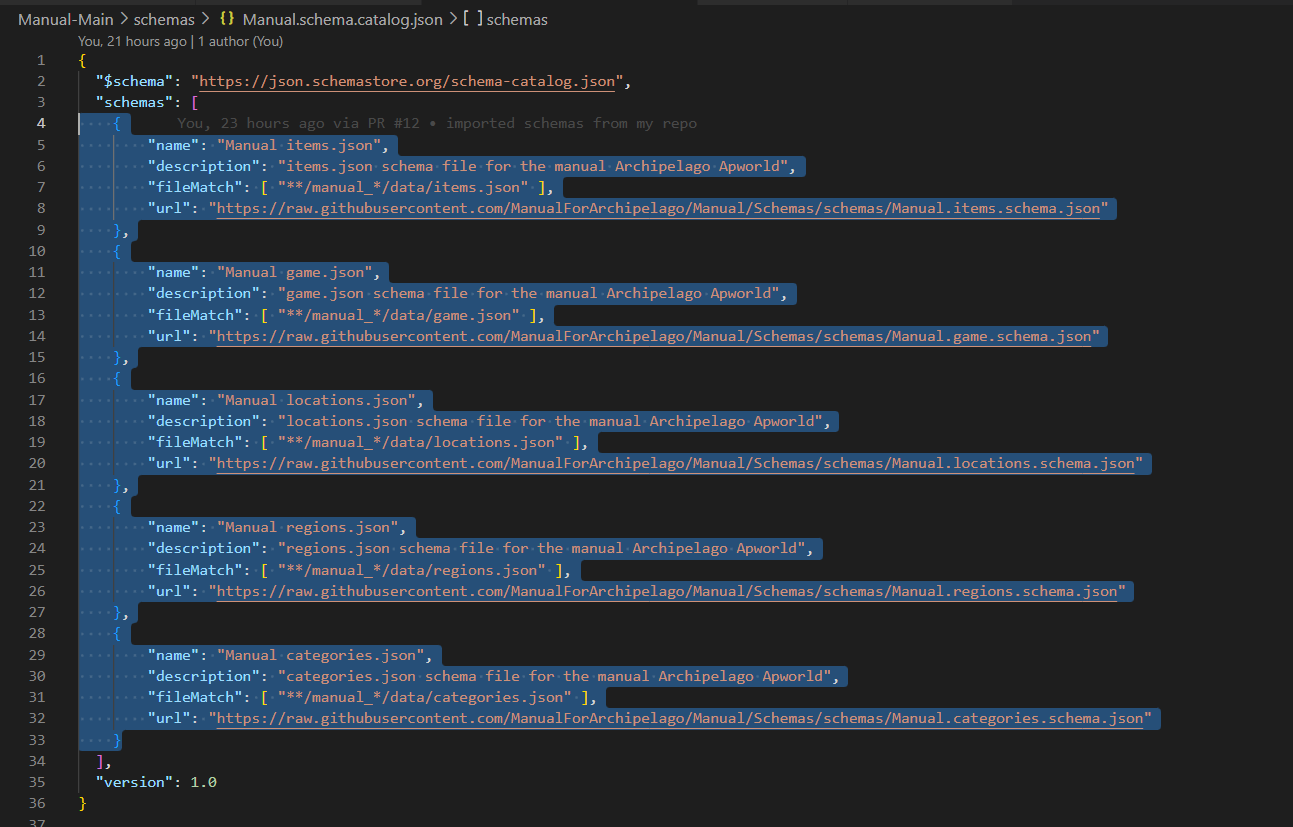 Manual-Main > schemas > {} Manual.schema.catalog.json > [ ] schemas
You, 21 hours ago | 1 author (You)
1 {
2 "$schema": "https://json.schemastore.org/schema-catalog.json",
3 "schemas": [
4 { You, 23 hours ago via PR #12 • imported schemas from my repo
5 "name": "Manual items.json",
6 "description": "items.json schema file for the manual Archipelago Apworld",
7 "fileMatch": [ "**/manual_*/data/items.json" ],
8 "url": "https://raw.githubusercontent.com/ManualForArchipelago/Manual/Schemas/schemas/Manual.items.schema.json"
9 },
10 {
11 "name": "Manual game.json",
12 "description": "game.json schema file for the manual Archipelago Apworld",
13 "fileMatch": [ "**/manual_*/data/game.json" ],
14 "url": "https://raw.githubusercontent.com/ManualForArchipelago/Manual/Schemas/schemas/Manual.game.schema.json"
15 },
16 {
17 "name": "Manual locations.json",
18 "description": "locations.json schema file for the manual Archipelago Apworld",
19 "fileMatch": [ "**/manual_*/data/locations.json" ],
20 "url": "https://raw.githubusercontent.com/ManualForArchipelago/Manual/Schemas/schemas/Manual.locations.schema.json"
21 },
22 {
23 "name": "Manual regions.json",
24 "description": "regions.json schema file for the manual Archipelago Apworld",
25 "fileMatch": [ "**/manual_*/data/regions.json" ],
26 "url": "https://raw.githubusercontent.com/ManualForArchipelago/Manual/Schemas/schemas/Manual.regions.schema.json"
27 },
28 {
29 "name": "Manual categories.json",
30 "description": "categories.json schema file for the manual Archipelago Apworld",
31 "fileMatch": [ "**/manual_*/data/categories.json" ],
32 "url": "https://raw.githubusercontent.com/ManualForArchipelago/Manual/Schemas/schemas/Manual.categories.schema.json"
33 }
34 ],
35 "version": 1.0
36 }
37